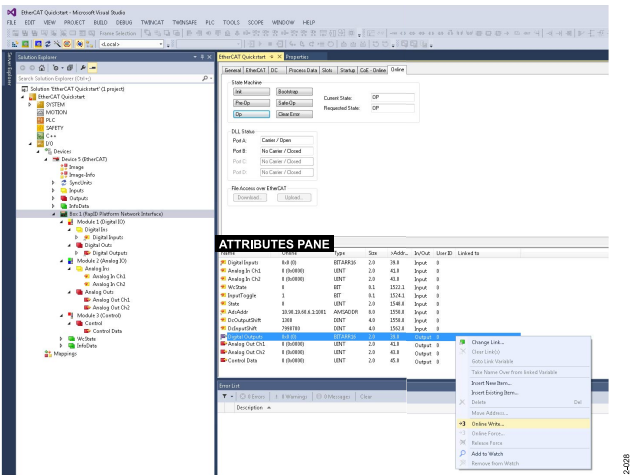 EtherCAT Quickstart - Microsoft Visual Studio
FILE EDIT VIEW PROJECT BUILD DEBUG TWINCAT TWINSAFE PLC TOOLS SCOPE WINDOW HELP
<Local>
Server Explorer
Solution Explorer
Search Solution Explorer (Ctrl+;)
Solution 'EtherCAT Quickstart' (1 project)
EtherCAT Quickstart
SYSTEM
MOTION
PLC
SAFETY
C++
I/O
Devices
Device 5 (EtherCAT)
Image
Image-Info
SyncUnits
Inputs
Outputs
InfoData
Box 1 (RapID Platform Network Interface)
Module 1 (Digital IO)
Digital Ins
Digital Inputs
Digital Outs
Digital Outputs
Module 2 (Analog IO)
Analog Ins
Analog In Ch1
Analog In Ch2
Analog Outs
Analog Out Ch1
Analog Out Ch2
Module 3 (Control)
Control
Control Data
WcState
InfoData
Mappings
EtherCAT Quickstart Properties
General EtherCAT DC Process Data Slots Startup CoE - Online Online
State Machine
Init Bootstrap
Pre-Op Safe-Op
Op Clear Error
Current State: OP
Requested State: OP
DLL Status
Port A: Carrier / Open
Port B: No Carrier / Closed
Port C: No Carrier / Closed
Port D: No Carrier / Closed
File Access over EtherCAT
Download... Upload...
ATTRIBUTES PANE
Name Online Type Size >Addr... In/Out User ID Linked to
Digital Inputs 0x0 (0) BITARR16 2.0 39.0 Input 0
Analog In Ch1 0 (0x0000) UINT 2.0 41.0 Input 0
Analog In Ch2 0 (0x0000) UINT 2.0 43.0 Input 0
WcState 0 BIT 0.1 1522.1 Input 0
InputToggle 1 BIT 0.1 1524.1 Input 0
State 8 UINT 2.0 1548.0 Input 0
AdsAddr 10.98.19.60.6.1:1001 AMSADDR 8.0 1550.0 Input 0
DcOutputShift 1300 DINT 4.0 1558.0 Input 0
DcInputShift 7998700 DINT 4.0 1562.0 Input 0
Digital Outputs 0x0 (0) BITARR16 2.0 39.0 Output 0
Analog Out Ch1 0 (0x0000) UINT 2.0 41.0 Output 0
Analog Out Ch2 0 (0x0000) UINT 2.0 43.0 Output 0
Control Data 0 (0x0000) UINT 2.0 45.0 Output 0
Change Link...
Clear Link(s)
Goto Link Variable
Take Name Over from linked Variable
Insert New Item...
Insert Existing Item...
Delete Del
Move Address...
Online Write...
Online Force...
Release Force
Add to Watch
Remove from Watch
Error List
0 Errors 0 Warnings 0 Messages Clear
Description
2-028